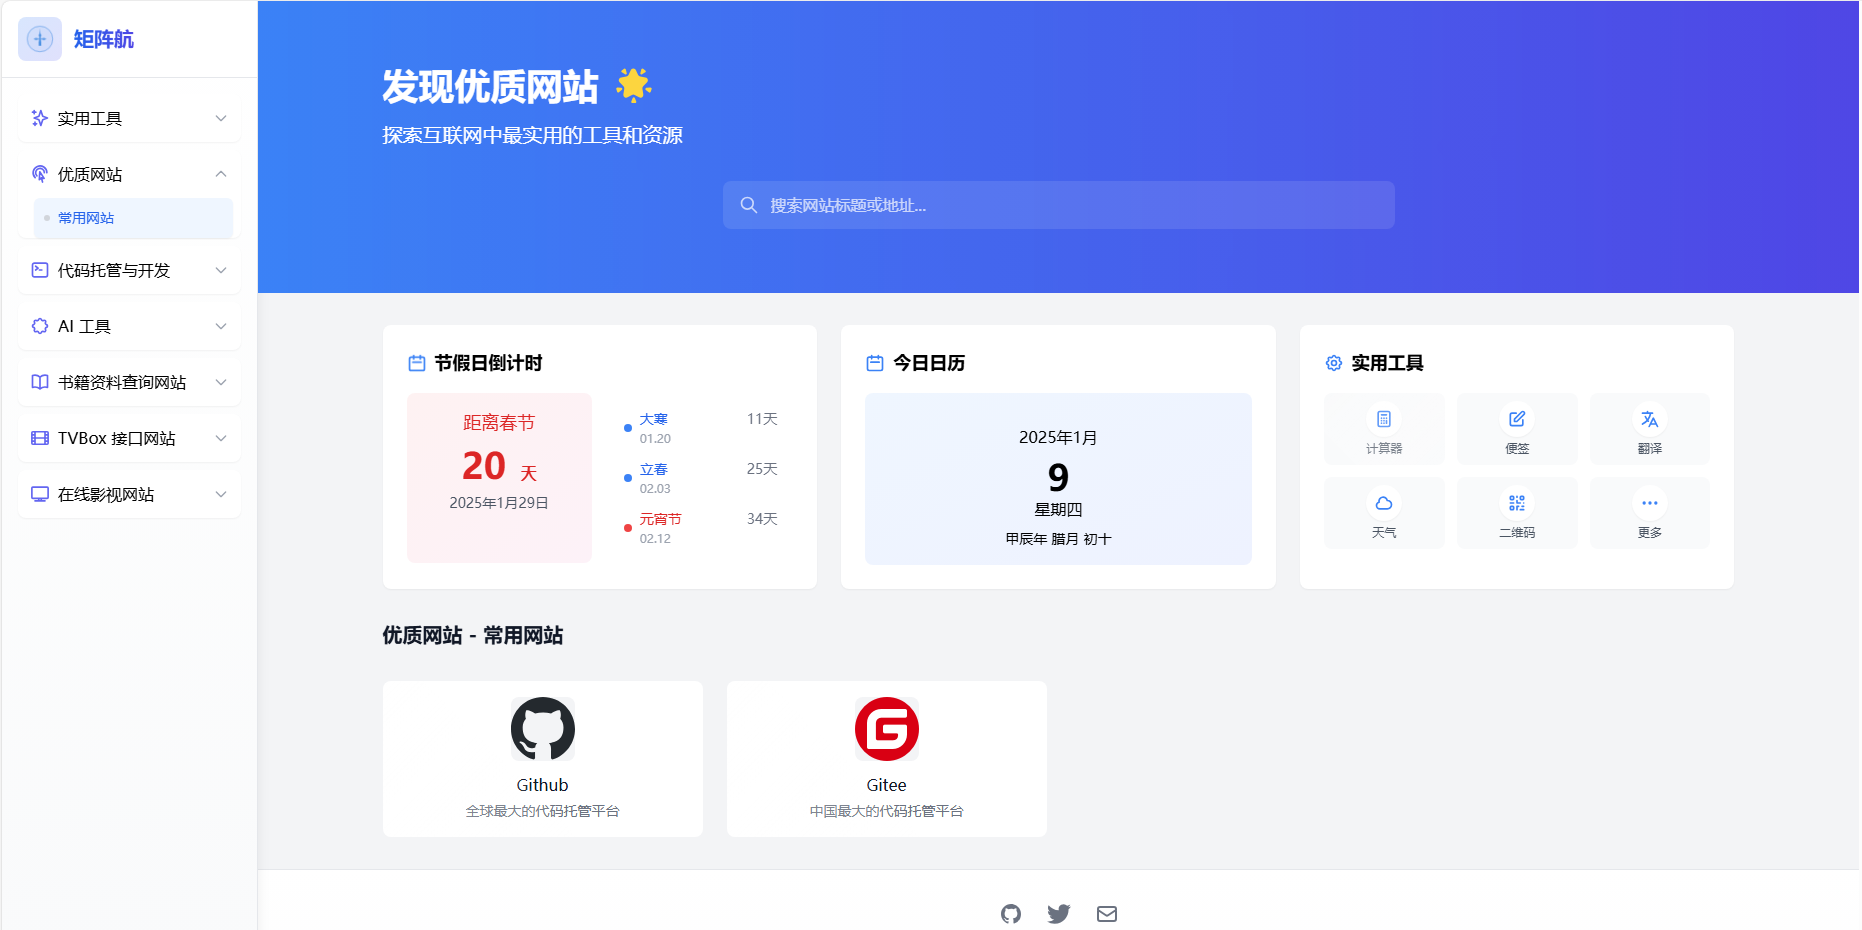 矩阵航
实用工具
优质网站
常用网站
代码托管与开发
AI 工具
书籍资料查询网站
TVBox 接口网站
在线影视网站
发现优质网站
探索互联网中最实用的工具和资源
搜索网站标题或地址...
节假日倒计时
距离春节
20 天
2025年1月29日
大寒 11天
01.20
立春 25天
02.03
元宵节 34天
02.12
今日日历
2025年1月
9
星期四
甲辰年 腊月 初十
实用工具
计算器 便签 翻译
天气 二维码 更多
优质网站 - 常用网站
Github
全球最大的代码托管平台
Gitee
中国最大的代码托管平台